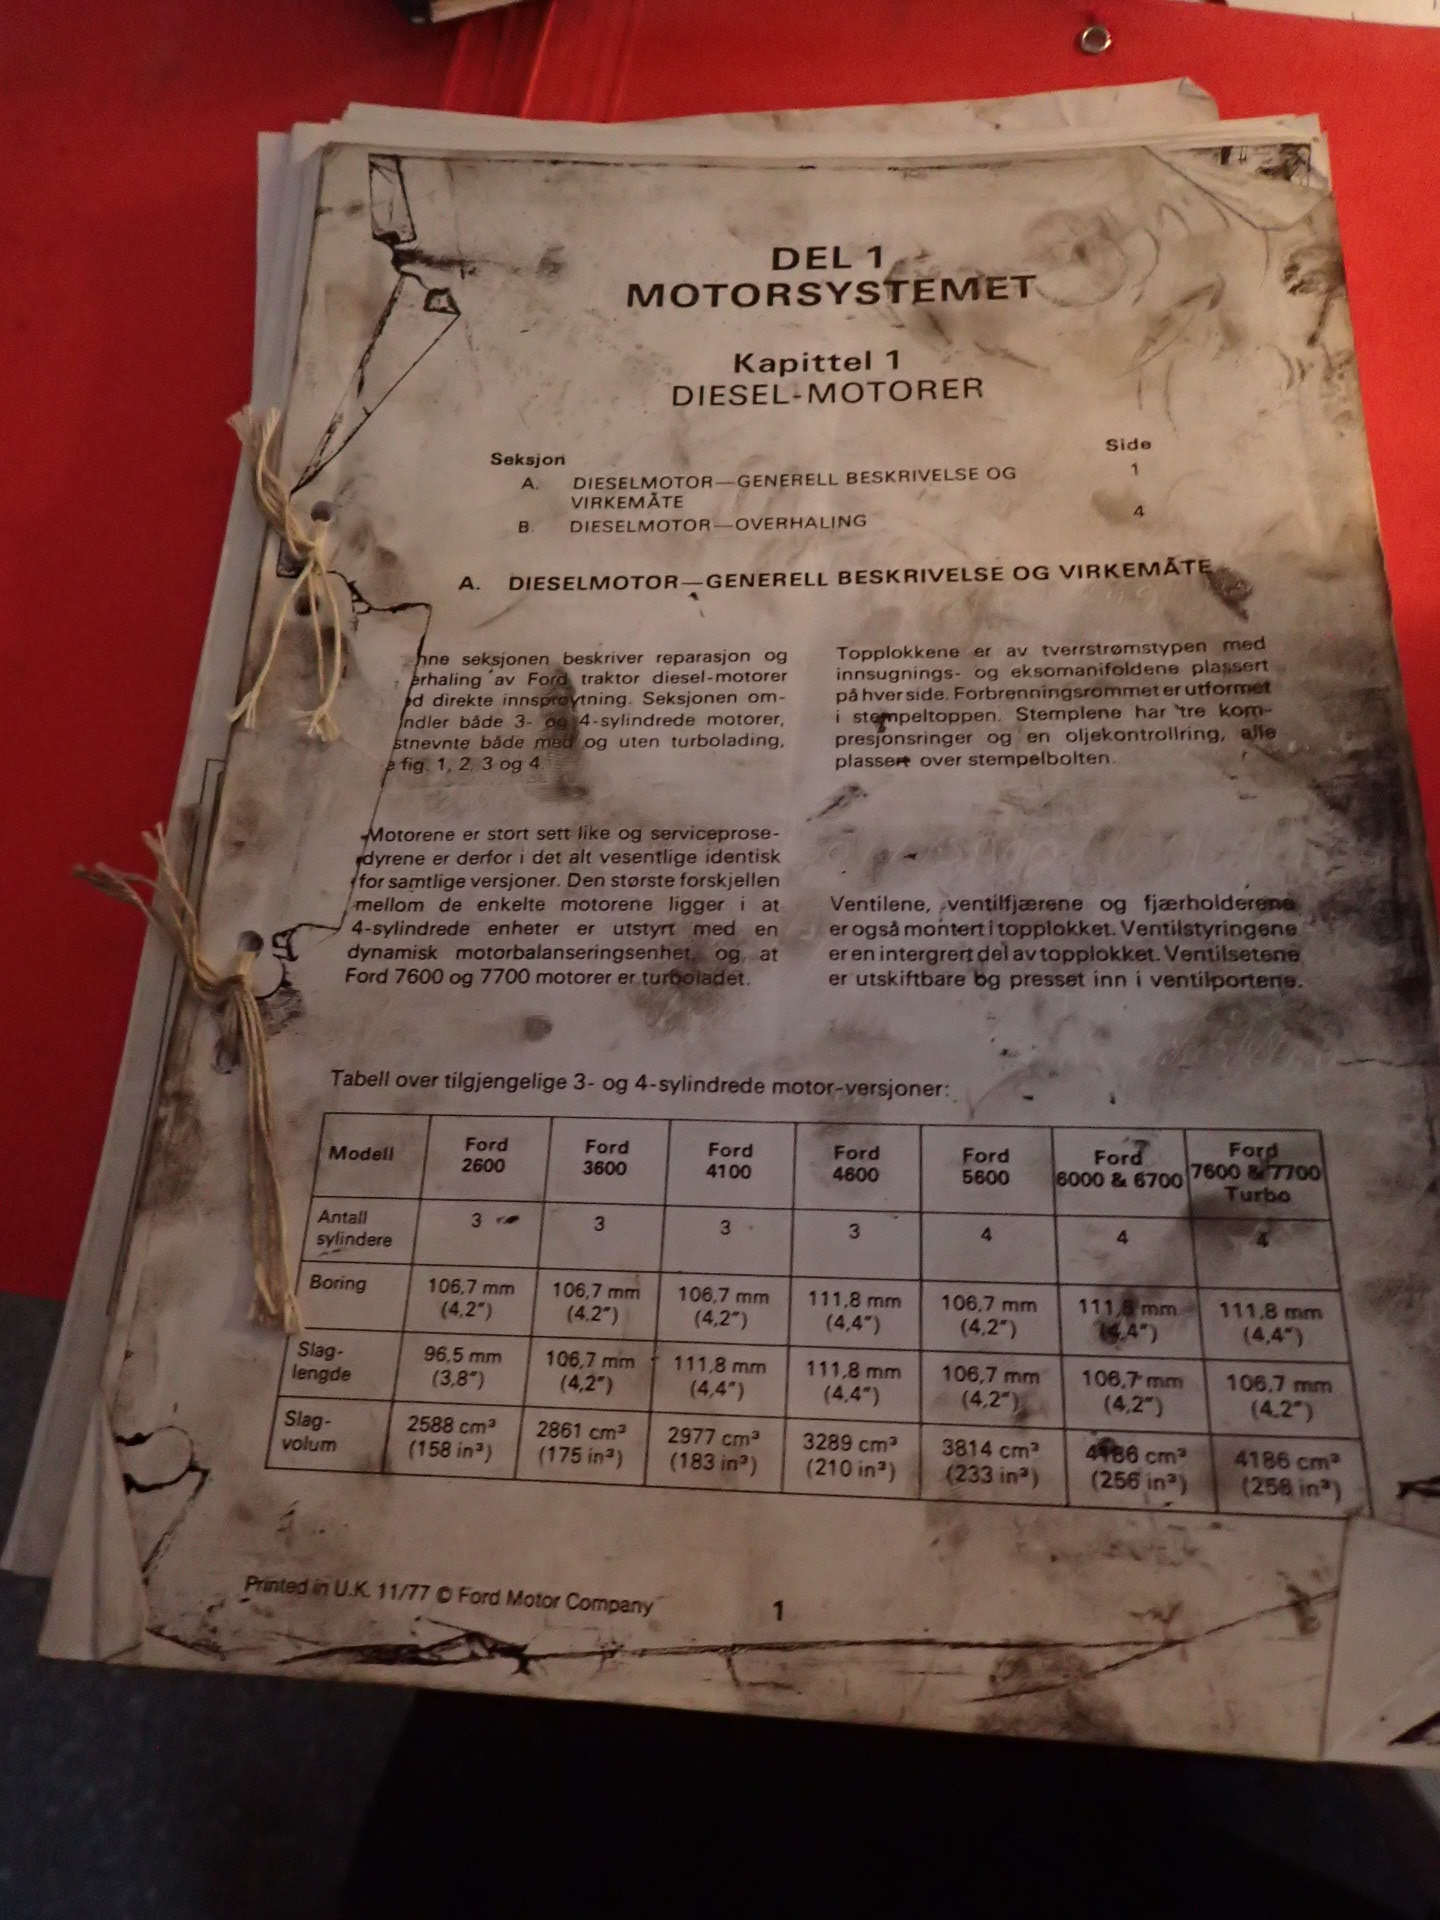 DEL 1
MOTORSYSTEMET
Kapittel 1
DIESEL-MOTORER
Seksjon Side
A. DIESELMOTOR—GENERELL BESKRIVELSE OG 1
VIRKEMÅTE
B. DIESELMOTOR—OVERHALING 4
A. DIESELMOTOR—GENERELL BESKRIVELSE OG VIRKEMÅTE
nne seksjonen beskriver reparasjon og
erhaling av Ford traktor diesel-motorer
ed direkte innsprøytning. Seksjonen om-
ndler både 3- og 4-sylindrede motorer,
stnevnte både med og uten turbolading,
e fig. 1, 2, 3 og 4.
Motorene er stort sett like og serviceprose-
dyrene er derfor i det alt vesentlige identisk
for samtlige versjoner. Den største forskjellen
mellom de enkelte motorene ligger i at
4-sylindrede enheter er utstyrt med en
dynamisk motorbalanseringsenhet, og at
Ford 7600 og 7700 motorer er turboladet.
Topplokkene er av tverrstrømstypen med
innsugnings- og eksomanifoldene plassert
på hver side. Forbrenningsrommet er utformet
i stempeltoppen. Stemplene har tre kom-
presjonsringer og en oljekontrollring, alle
plassert over stempelbolten.
Ventilene, ventilfjærene og fjærholderene
er også montert i topplokket. Ventilstyringene
er en intergrert del av topplokket. Ventilsetene
er utskiftbare og presset inn i ventilportene.
Tabell over tilgjengelige 3- og 4-sylindrede motor-versjoner:
Modell Ford 2600 Ford 3600 Ford 4100 Ford 4600 Ford 5600 Ford 6000 & 6700 Ford 7600 & 7700 Turbo
Antall sylindere 3 3 3 3 4 4 4
Boring 106,7 mm 106,7 mm 106,7 mm 111,8 mm 106,7 mm 111,8 mm 111,8 mm
(4,2″) (4,2″) (4,2″) (4,4″) (4,2″) (4,4″) (4,4″)
Slag- 96,5 mm 106,7 mm 111,8 mm 111,8 mm 106,7 mm 106,7 mm 106,7 mm
lengde (3,8″) (4,2″) (4,4″) (4,4″) (4,2″) (4,2″) (4,2″)
Slag- 2588 cm³ 2861 cm³ 2977 cm³ 3289 cm³ 3814 cm³ 4186 cm³ 4186 cm³
volum (158 in³) (175 in³) (183 in³) (210 in³) (233 in³) (256 in³) (258 in³)
Printed in U.K. 11/77 © Ford Motor Company 1